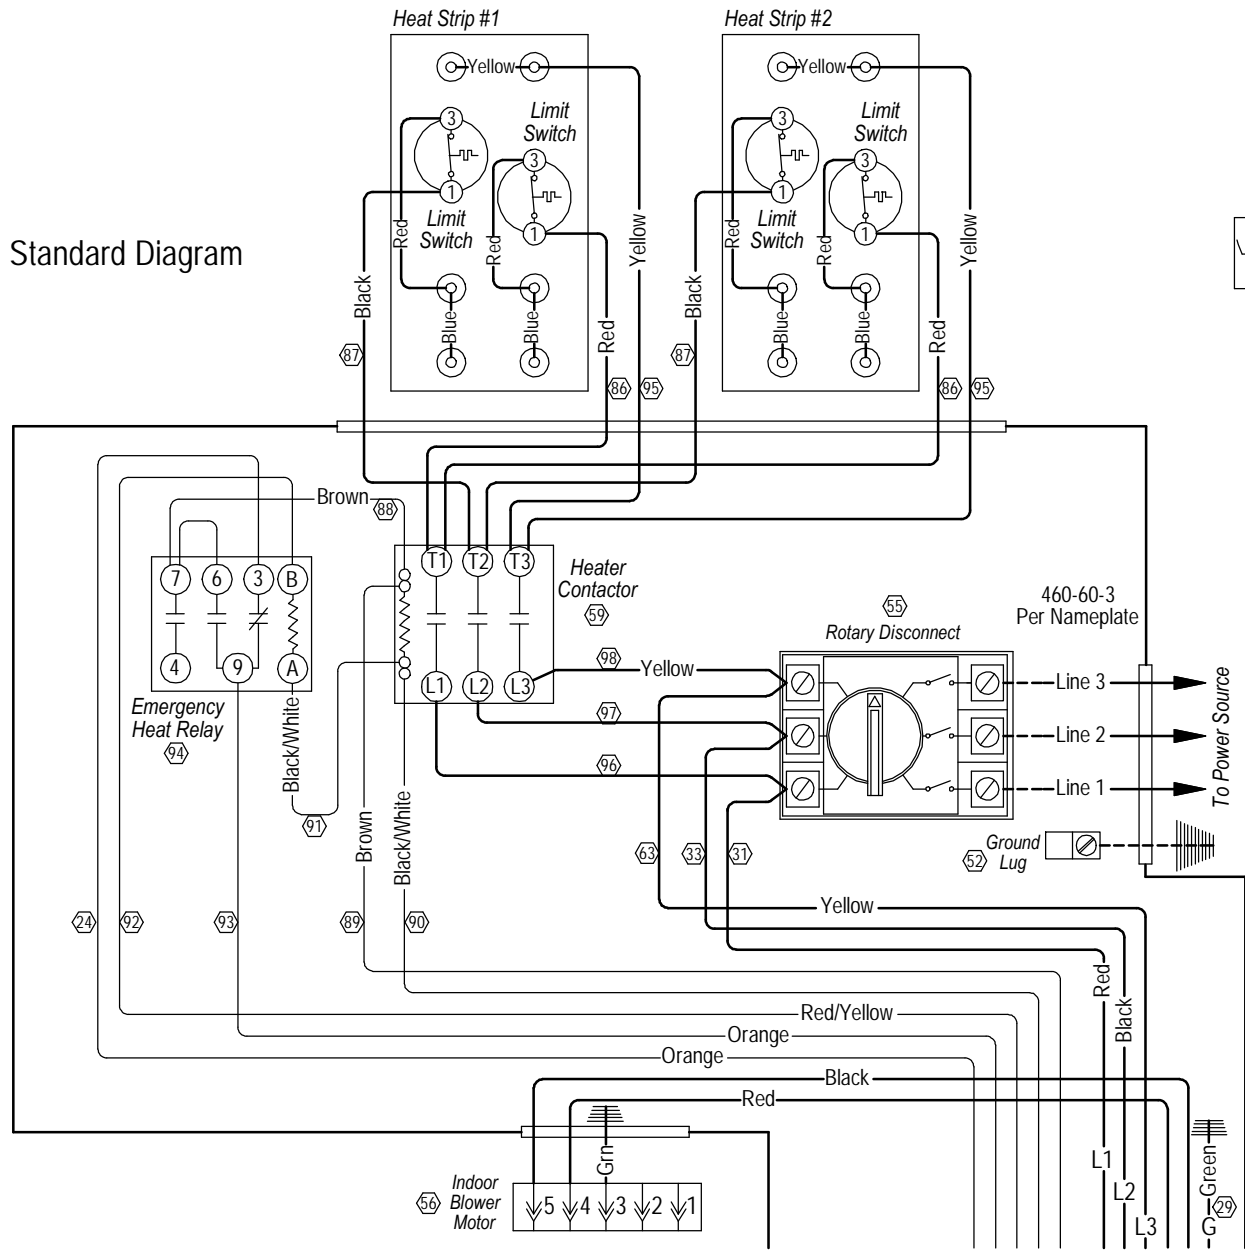 Heat Strip #1
Heat Strip #2
Yellow
Yellow
3
Limit
Switch
3
1
Limit
Switch
1
Red
Red
Blue
Blue
3
Limit
Switch
3
1
Limit
Switch
1
Red
Red
Blue
Blue
Standard Diagram
Black
Red
Yellow
Black
Red
Yellow
87
86
95
87
86
95
Brown
88
7
6
3
B
4
9
A
Emergency
Heat Relay
94
T1
T2
T3
L1
L2
L3
Heater
Contactor
59
55
Rotary Disconnect
460-60-3
Per Nameplate
98
Yellow
97
96
Line 3
Line 2
Line 1
To Power Source
52
Ground
Lug
Black/White
91
Brown
Black/White
63
33
31
24
92
93
89
90
Yellow
Red
Black
Red/Yellow
Orange
Orange
Black
Red
Grn
56
Indoor
Blower
Motor
5
4
3
2
1
L1
L2
L3
G
Green
29